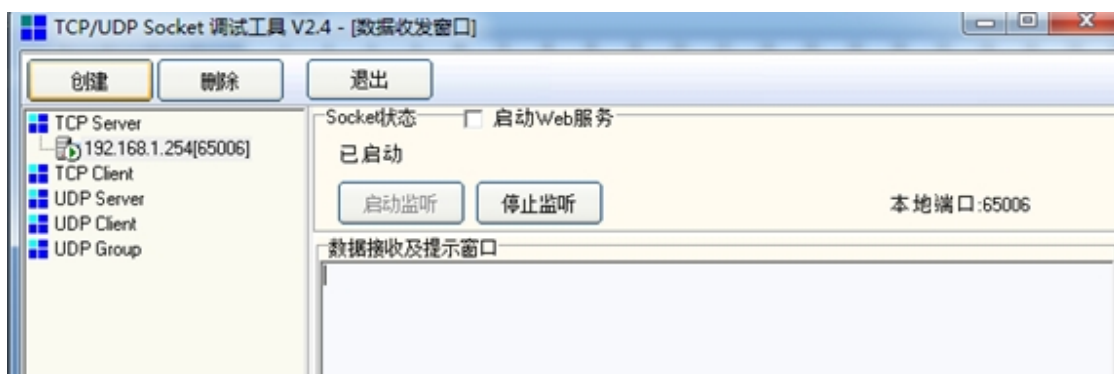 TCP/UDP Socket 调试工具 V2.4 - [数据收发窗口]
创建 删除 退出
TCP Server
192.168.1.254[65006]
TCP Client
UDP Server
UDP Client
UDP Group
Socket状态 启动Web服务
已启动
启动监听 停止监听 本地端口:65006
数据接收及提示窗口